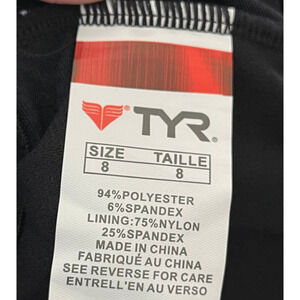 TYR
SIZE TAILLE
8 8
94%POLYESTER
6%SPANDEX
LINING:75%NYLON
25%SPANDEX
MADE IN CHINA
FABRIQUÉ AU CHINA
SEE REVERSE FOR CARE
ENTRETIL'EN AU VERSO